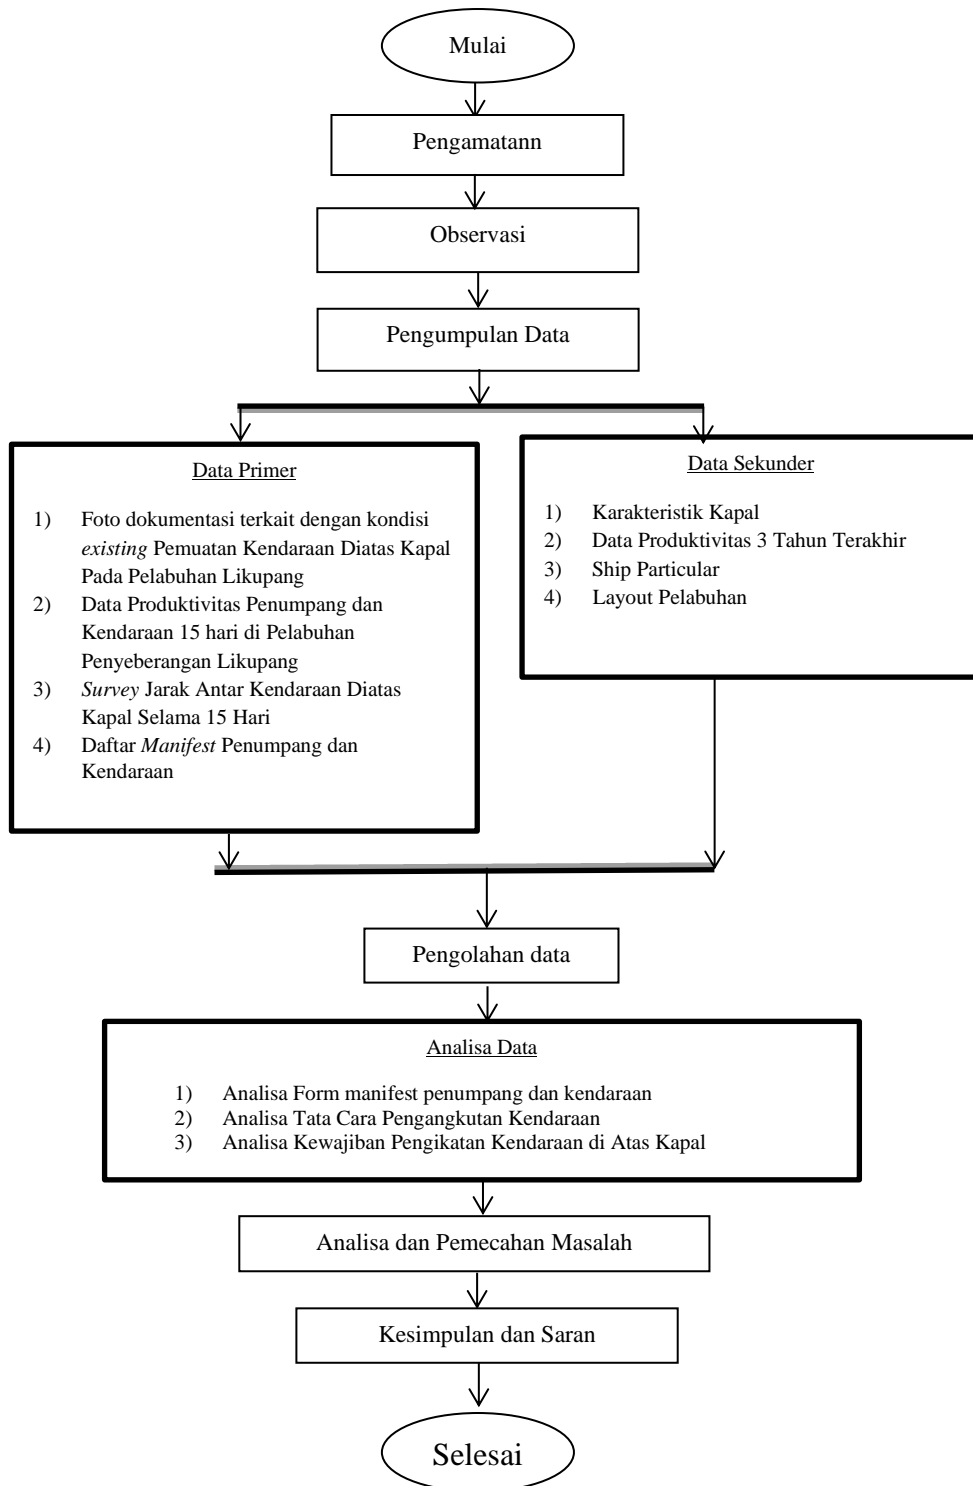 Mulai
Pengamatann
Observasi
Pengumpulan Data
Data Primer
1) Foto dokumentasi terkait dengan kondisi
existing Pemuatan Kendaraan Diatas Kapal
Pada Pelabuhan Likupang
2) Data Produktivitas Penumpang dan
Kendaraan 15 hari di Pelabuhan
Penyeberangan Likupang
3) Survey Jarak Antar Kendaraan Diatas
Kapal Selama 15 Hari
4) Daftar Manifest Penumpang dan
Kendaraan
Data Sekunder
1) Karakteristik Kapal
2) Data Produktivitas 3 Tahun Terakhir
3) Ship Particular
4) Layout Pelabuhan
Pengolahan data
Analisa Data
1) Analisa Form manifest penumpang dan kendaraan
2) Analisa Tata Cara Pengangkutan Kendaraan
3) Analisa Kewajiban Pengikatan Kendaraan di Atas Kapal
Analisa dan Pemecahan Masalah
Kesimpulan dan Saran
Selesai